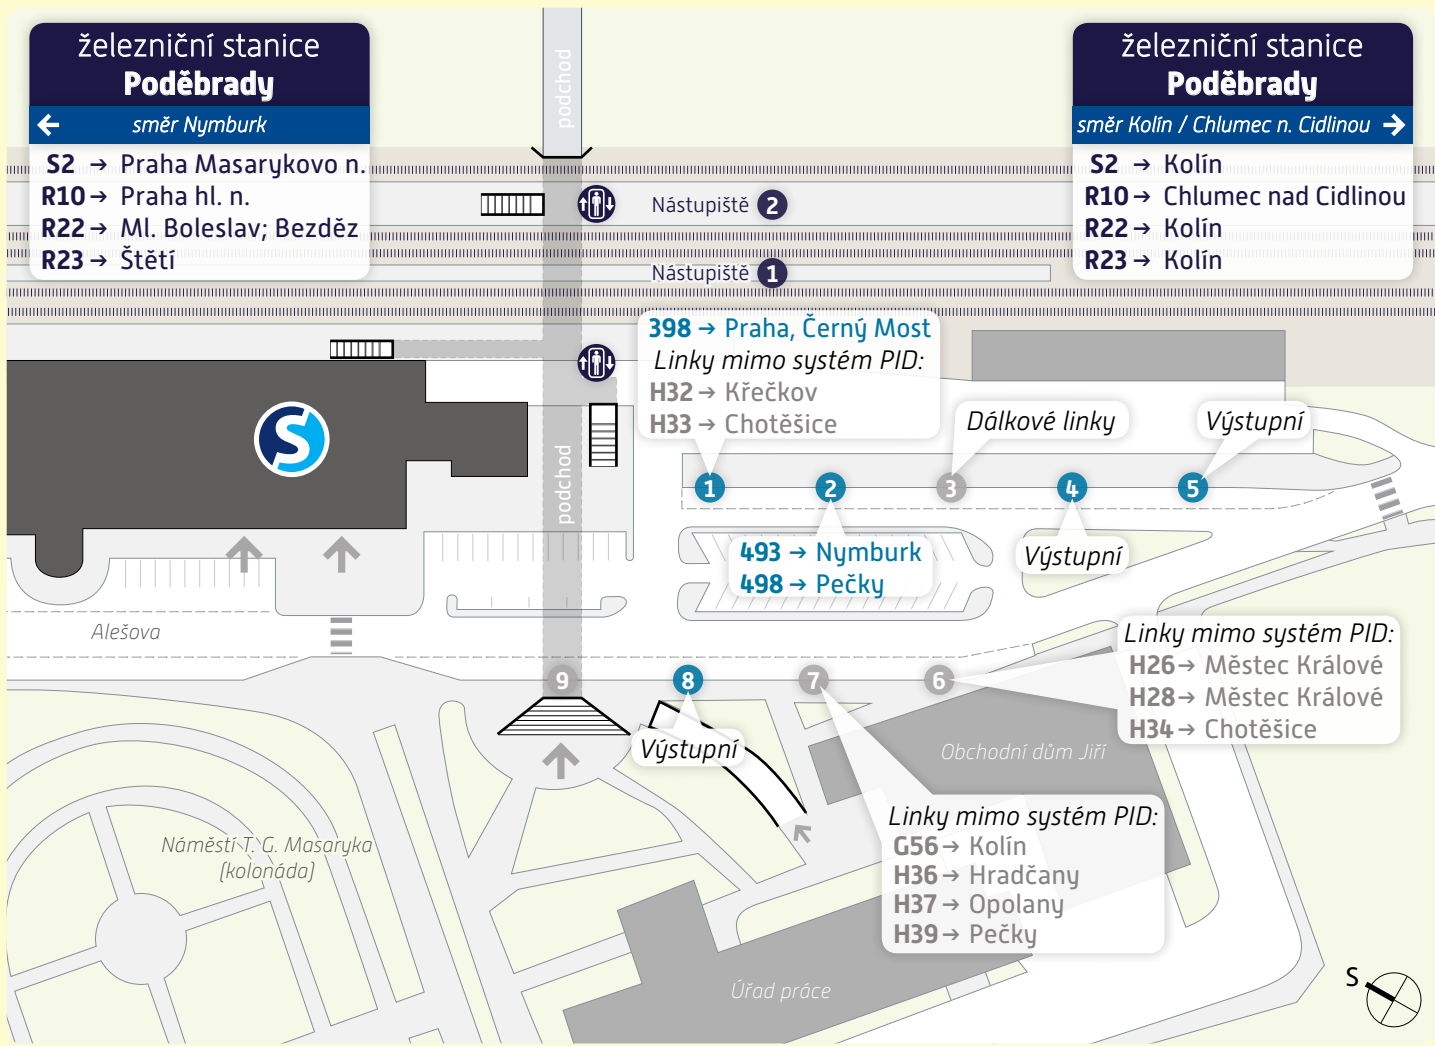 železniční stanice
Poděbrady
← směr Nymburk
S2 → Praha Masarykovo n.
R10 → Praha hl. n.
R22 → Ml. Boleslav; Bezděz
R23 → Štětí
železniční stanice
Poděbrady
směr Kolín / Chlumec n. Cidlinou →
S2 → Kolín
R10 → Chlumec nad Cidlinou
R22 → Kolín
R23 → Kolín
podchod
Nástupiště 2
Nástupiště 1
398 → Praha, Černý Most
Linky mimo systém PID:
H32 → Křečkov
H33 → Chotěšice
Dálkové linky
Výstupní
S
podchod
1
2
3
4
5
493 → Nymburk
498 → Pečky
Výstupní
Alešova
Linky mimo systém PID:
H26 → Městec Králové
H28 → Městec Králové
H34 → Chotěšice
9
8
7
6
Výstupní
Obchodní dům Jiří
Linky mimo systém PID:
G56 → Kolín
H36 → Hradčany
H37 → Opolany
H39 → Pečky
Náměstí T. G. Masaryka
(kolonáda)
Úřad práce
S